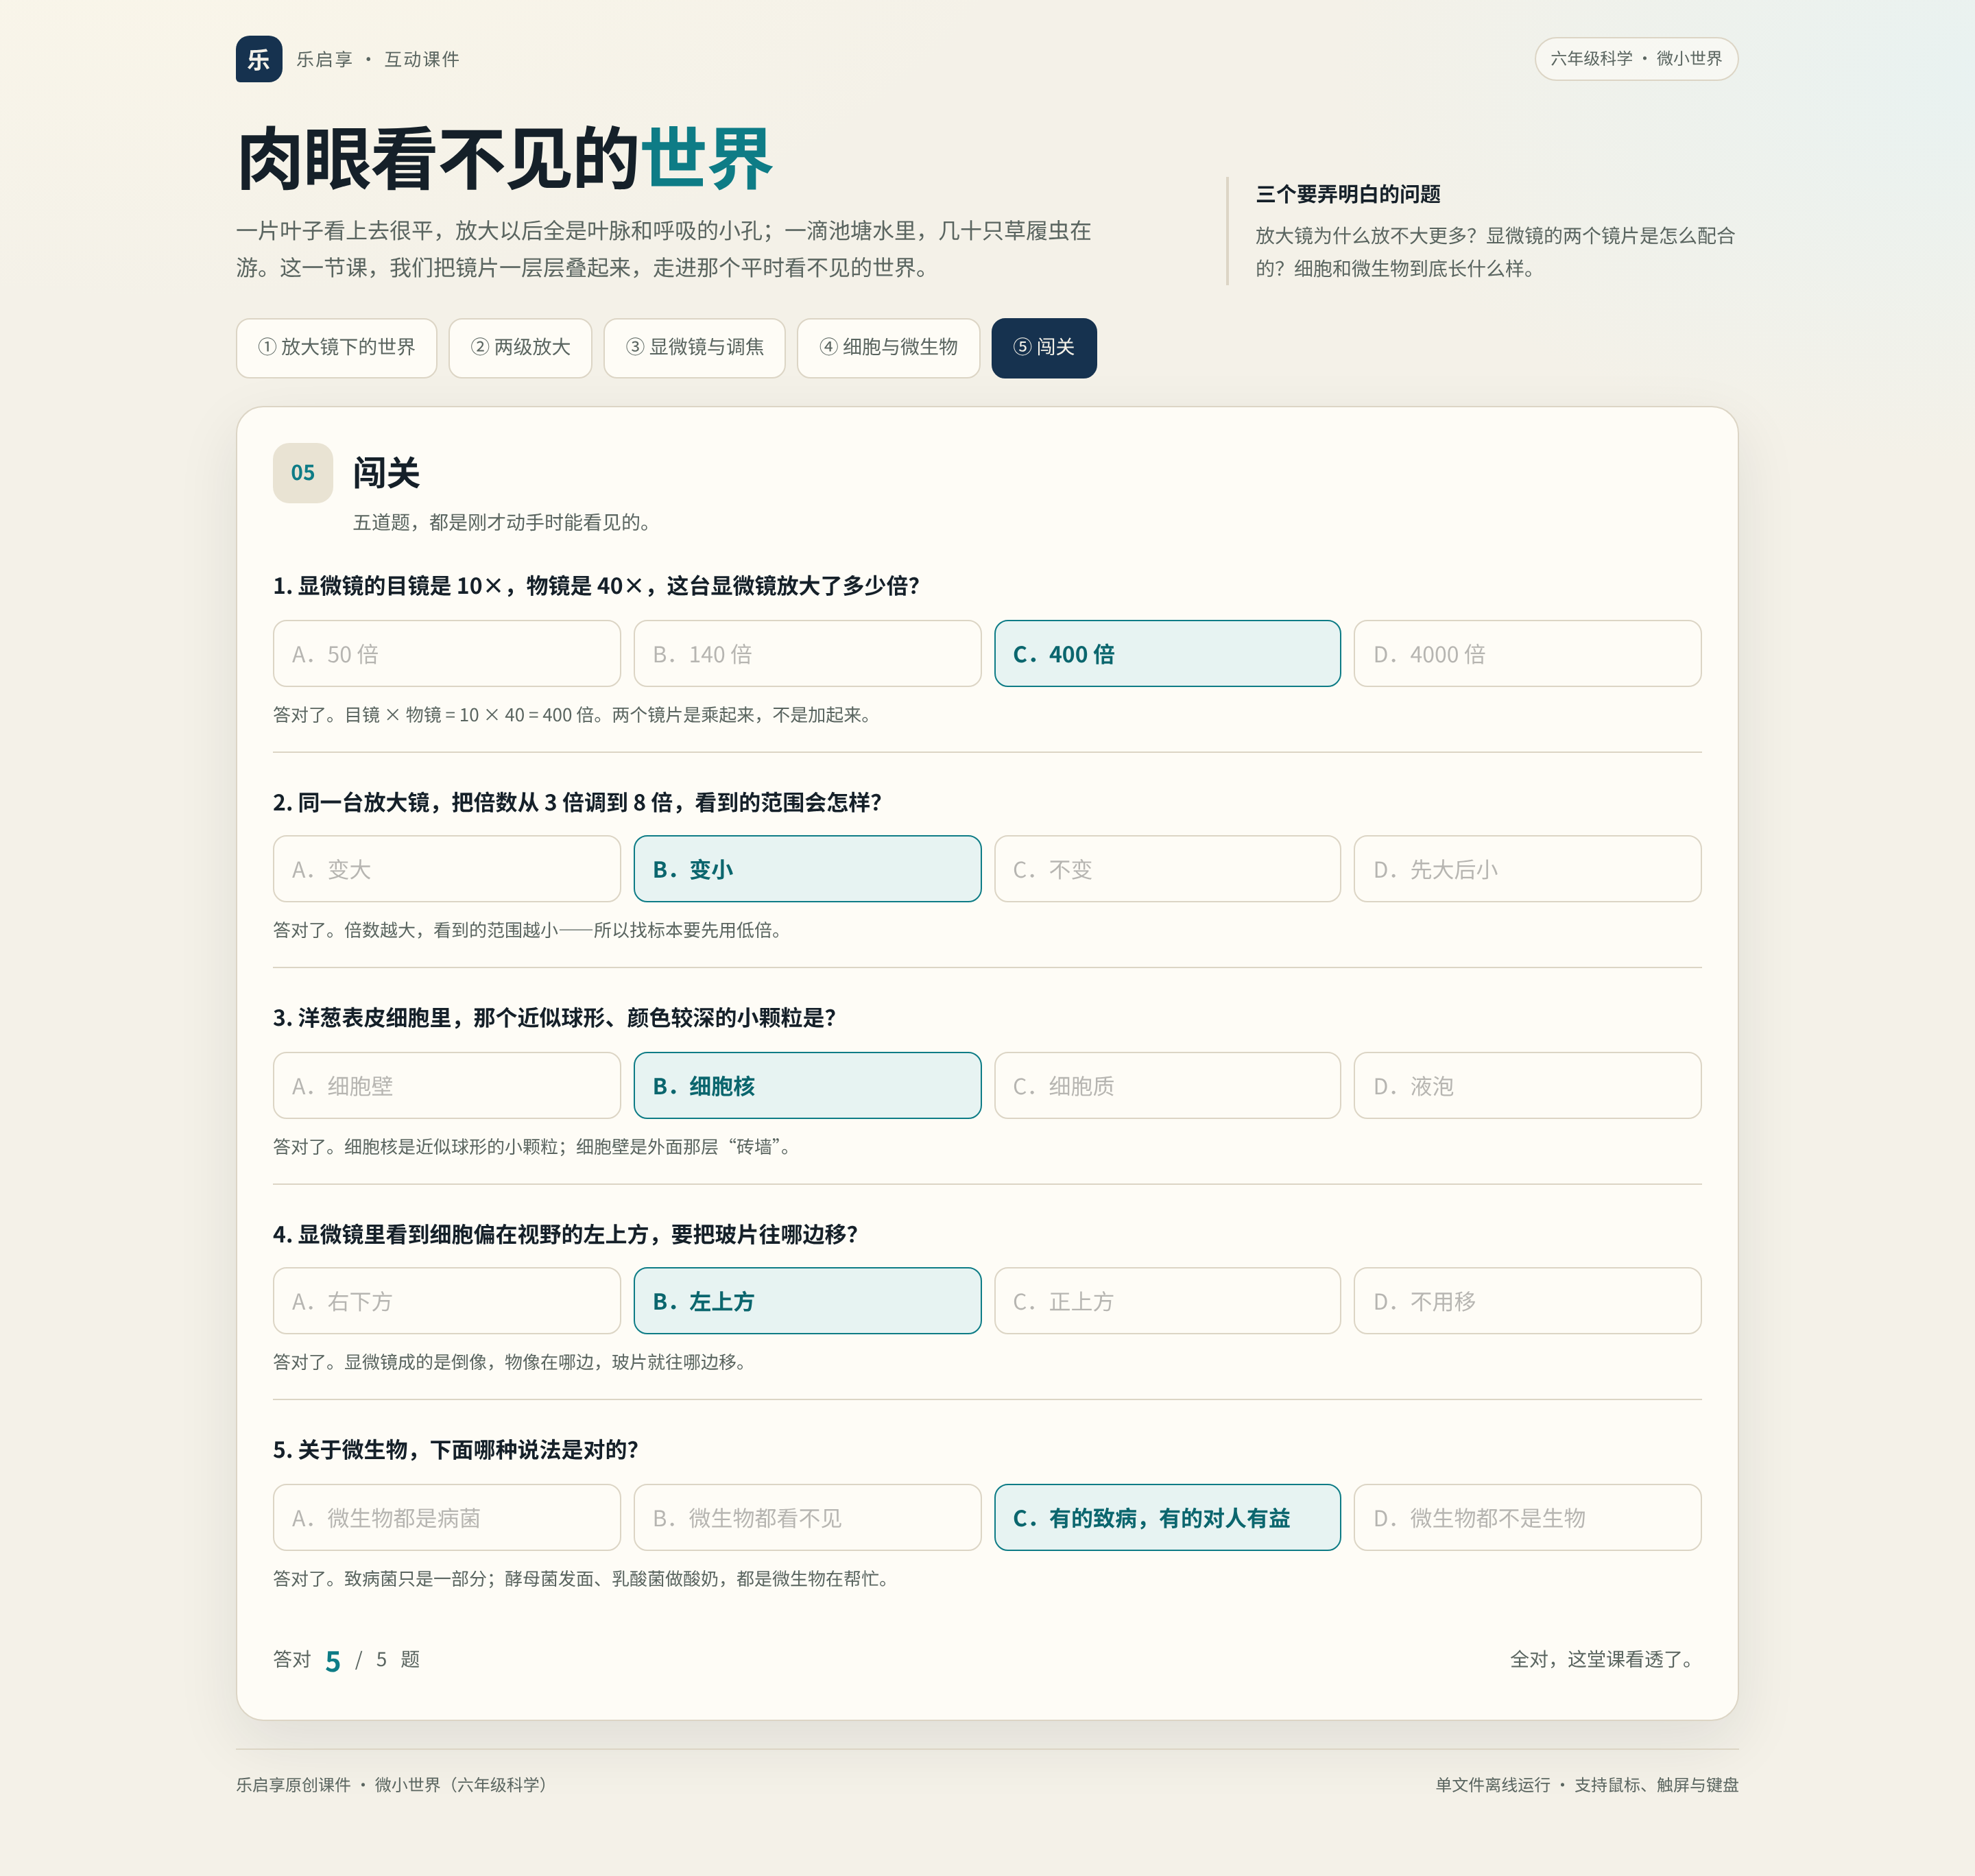 乐 乐启享 · 互动课件
六年级科学 · 微小世界
肉眼看不见的世界
一片叶子看上去很平，放大以后全是叶脉和呼吸的小孔；一滴池塘水里，几十只草履虫在
游。这一节课，我们把镜片一层层叠起来，走进那个平时看不见的世界。
三个要弄明白的问题
放大镜为什么放不大更多？显微镜的两个镜片是怎么配合
的？细胞和微生物到底长什么样。
① 放大镜下的世界
② 两级放大
③ 显微镜与调焦
④ 细胞与微生物
⑤ 闯关
05 闯关
五道题，都是刚才动手时能看见的。
1. 显微镜的目镜是 10×，物镜是 40×，这台显微镜放大了多少倍？
A．50 倍
B．140 倍
C．400 倍
D．4000 倍
答对了。目镜 × 物镜 = 10 × 40 = 400 倍。两个镜片是乘起来，不是加起来。
2. 同一台放大镜，把倍数从 3 倍调到 8 倍，看到的范围会怎样？
A．变大
B．变小
C．不变
D．先大后小
答对了。倍数越大，看到的范围越小——所以找标本要先用低倍。
3. 洋葱表皮细胞里，那个近似球形、颜色较深的小颗粒是？
A．细胞壁
B．细胞核
C．细胞质
D．液泡
答对了。细胞核是近似球形的小颗粒；细胞壁是外面那层“砖墙”。
4. 显微镜里看到细胞偏在视野的左上方，要把玻片往哪边移？
A．右下方
B．左上方
C．正上方
D．不用移
答对了。显微镜成的是倒像，物像在哪边，玻片就往哪边移。
5. 关于微生物，下面哪种说法是对的？
A．微生物都是病菌
B．微生物都看不见
C．有的致病，有的对人有益
D．微生物都不是生物
答对了。致病菌只是一部分；酵母菌发面、乳酸菌做酸奶，都是微生物在帮忙。
答对 5 / 5 题
全对，这堂课看透了。
乐启享原创课件 · 微小世界（六年级科学）
单文件离线运行 · 支持鼠标、触屏与键盘